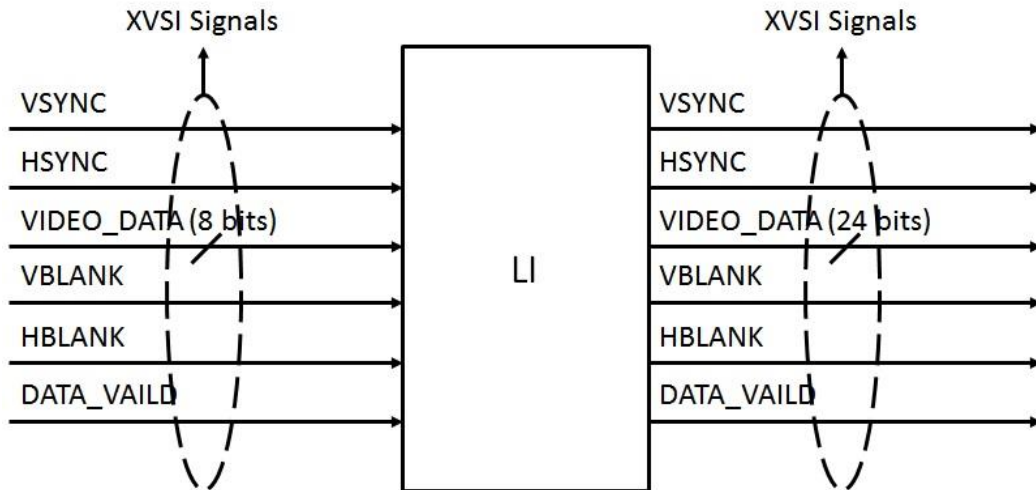 XVSI Signals
VSYNC
HSYNC
VIDEO_DATA (8 bits)
VBLANK
HBLANK
DATA_VAILD
LI
XVSI Signals
VSYNC
HSYNC
VIDEO_DATA (24 bits)
VBLANK
HBLANK
DATA_VAILD